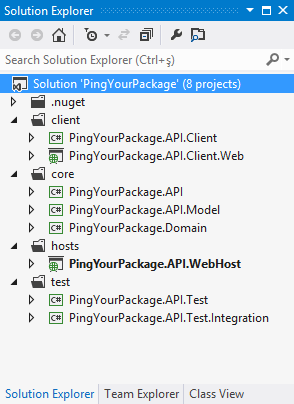 Solution Explorer
Search Solution Explorer (Ctrl+ş)
Solution 'PingYourPackage' (8 projects)
.nuget
client
C# PingYourPackage.API.Client
PingYourPackage.API.Client.Web
core
C# PingYourPackage.API
C# PingYourPackage.API.Model
C# PingYourPackage.Domain
hosts
PingYourPackage.API.WebHost
test
C# PingYourPackage.API.Test
C# PingYourPackage.API.Test.Integration
Solution Explorer Team Explorer Class View